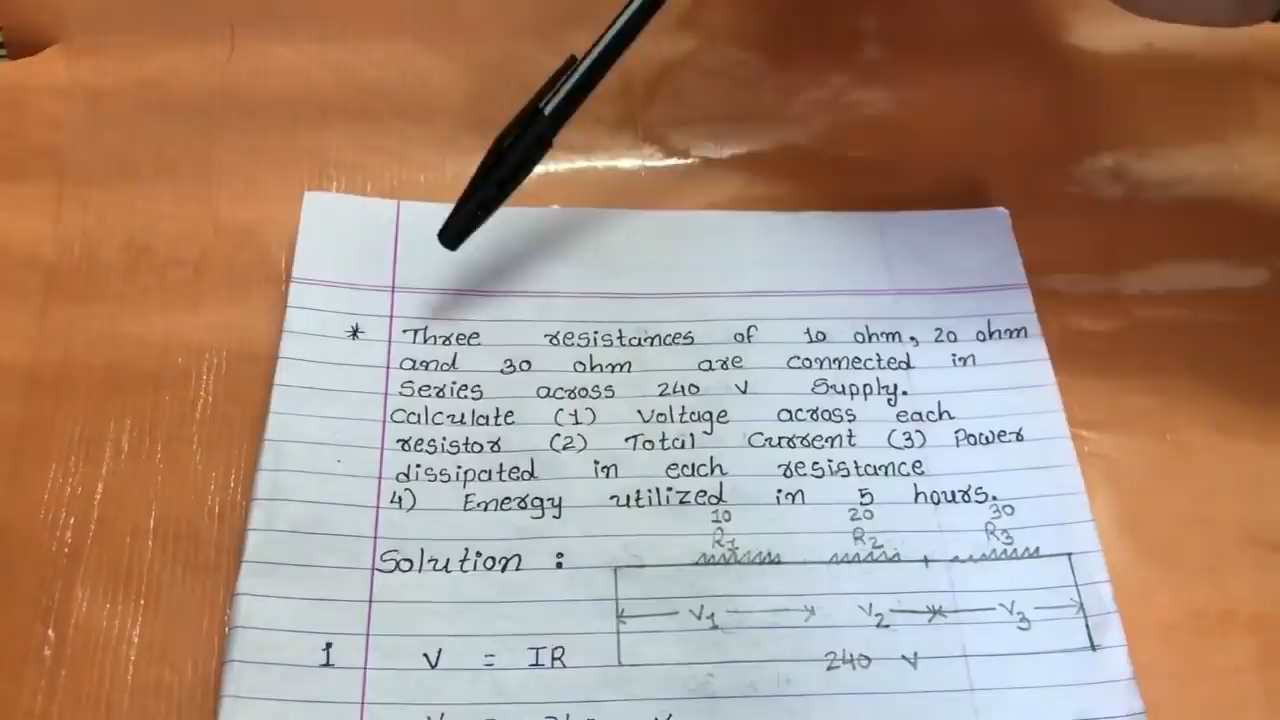 * Three resistances of 10 ohm, 20 ohm
and 30 ohm are connected in
Series across 240 V Supply.
Calculate (1) Voltage across each
resistor (2) Total Current (3) Power
dissipated in each resistance
4) Energy utilized in 5 hours.
10 20 30
R1 R2 R3
Solution :
V1 V2 V3
1 V = IR 240 V